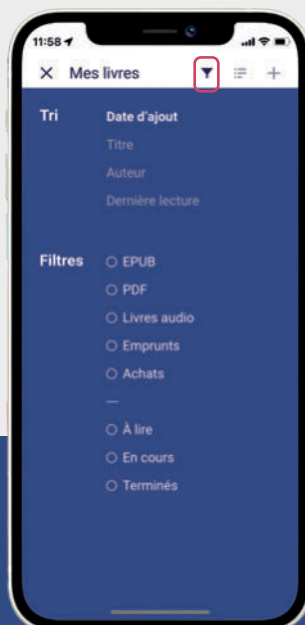 11:58
Mes livres
Tri
Date d'ajout
Titre
Auteur
Dernière lecture
Filtres
EPUB
PDF
Livres audio
Emprunts
Achats
—
À lire
En cours
Terminés